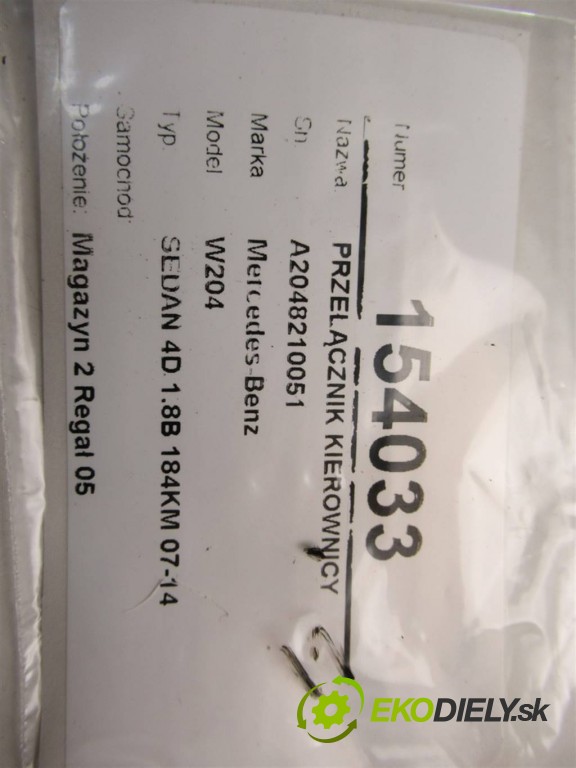 Numer 154033
Nazwa PRZEŁĄCZNIK KIEROWNICY
Sn A2048210051
Marka Mercedes-Benz
Model W204
Typ SEDAN 4D 1.8B 184KM 07-14
Samochod:
Położenie: Magazyn 2 Regał 05
EKODIELY.sk